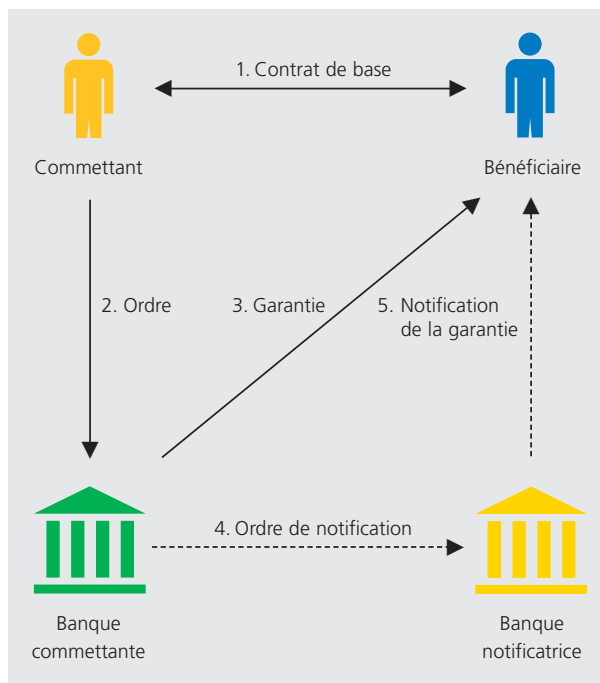 1. Contrat de base
Commettant
Bénéficiaire
2. Ordre
3. Garantie
5. Notification
de la garantie
4. Ordre de notification
Banque
commettante
Banque
notificatrice